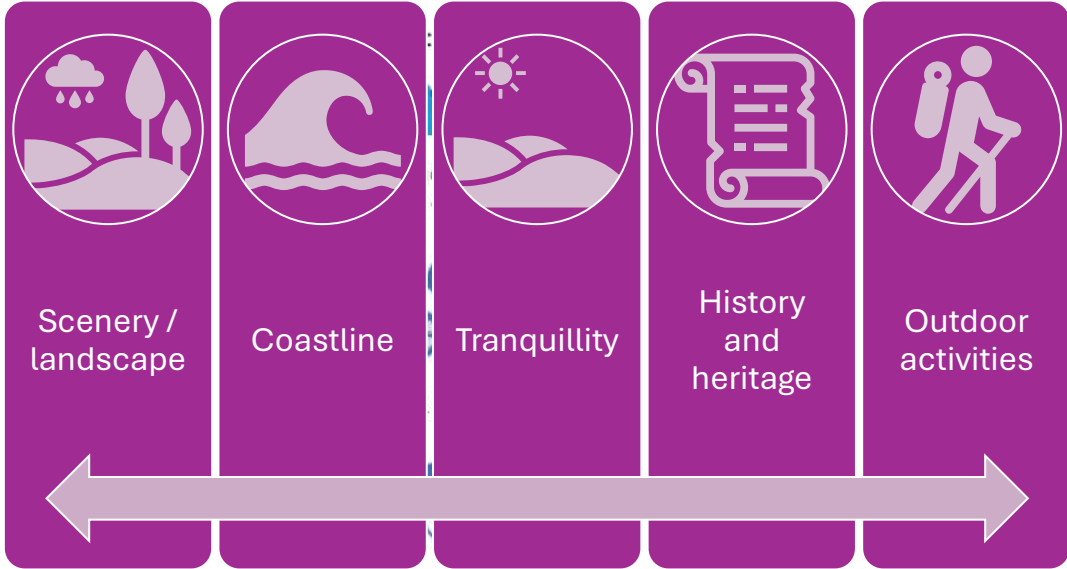 Scenery /
landscape
Coastline
Tranquillity
History
and
heritage
Outdoor
activities